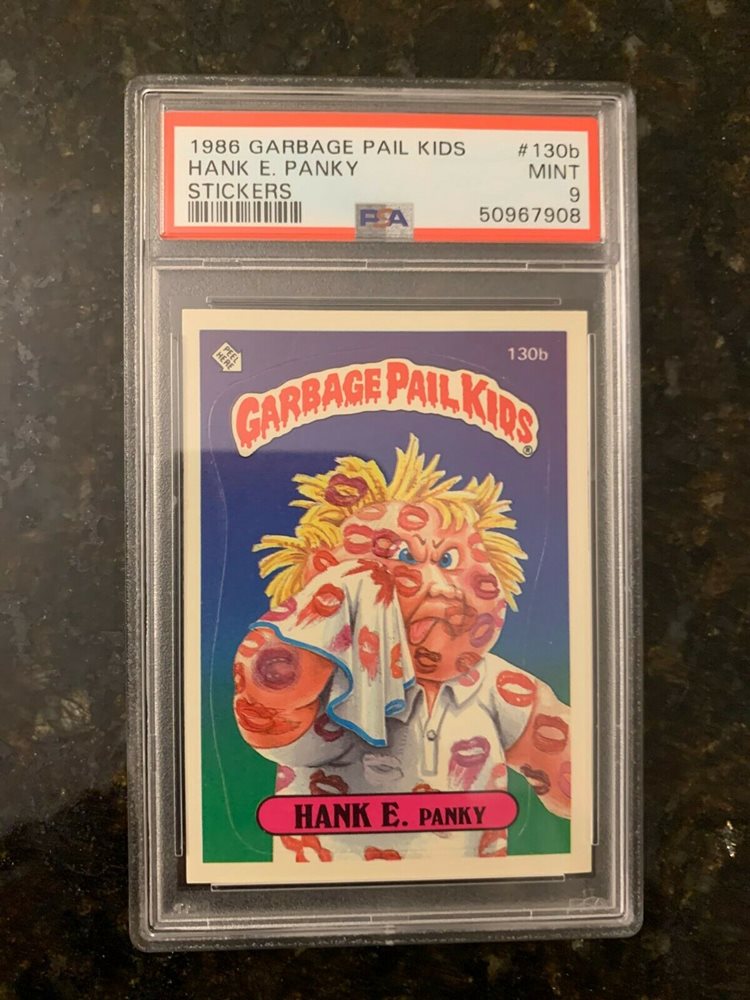 1986 GARBAGE PAIL KIDS #130b
HANK E. PANKY MINT
STICKERS 9
PSA 50967908
PEEL HERE
130b
GARBAGE PAIL KIDS®
HANK E. PANKY